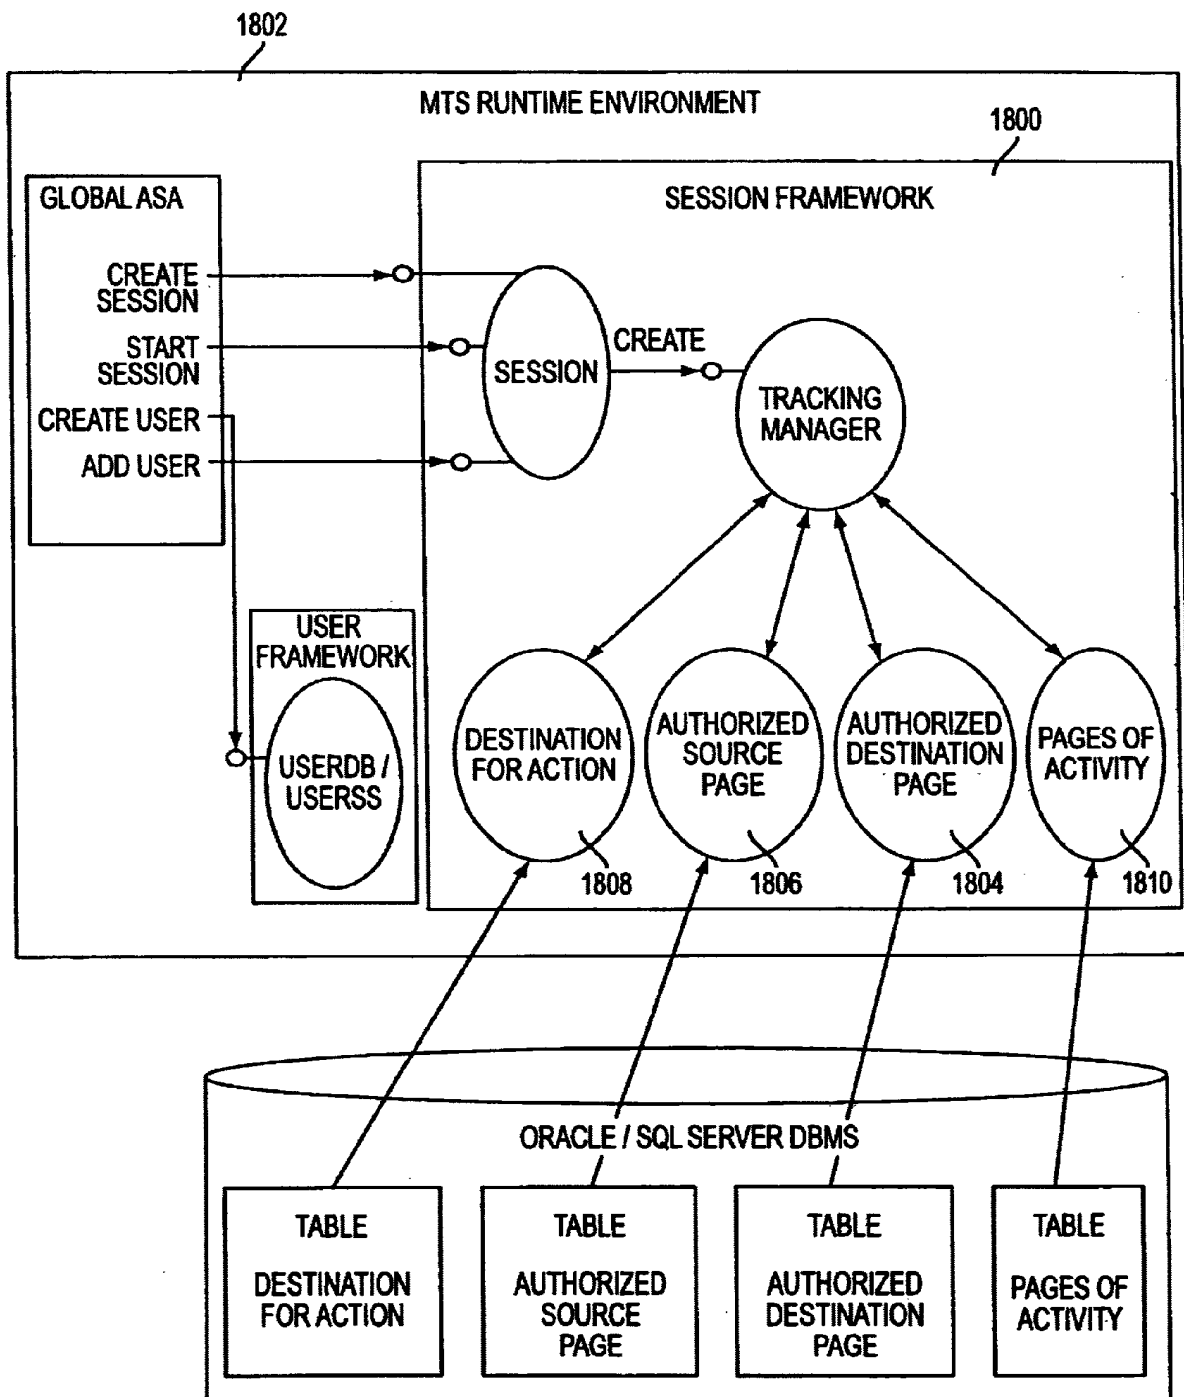 1802
MTS RUNTIME ENVIRONMENT
1800
GLOBAL ASA
SESSION FRAMEWORK
CREATE
SESSION
START
SESSION
CREATE USER
ADD USER
SESSION
CREATE
TRACKING
MANAGER
USER
FRAMEWORK
USERDB /
USERSS
DESTINATION
FOR ACTION
AUTHORIZED
SOURCE
PAGE
AUTHORIZED
DESTINATION
PAGE
PAGES OF
ACTIVITY
1808
1806
1804
1810
ORACLE / SQL SERVER DBMS
TABLE
DESTINATION
FOR ACTION
TABLE
AUTHORIZED
SOURCE
PAGE
TABLE
AUTHORIZED
DESTINATION
PAGE
TABLE
PAGES OF
ACTIVITY